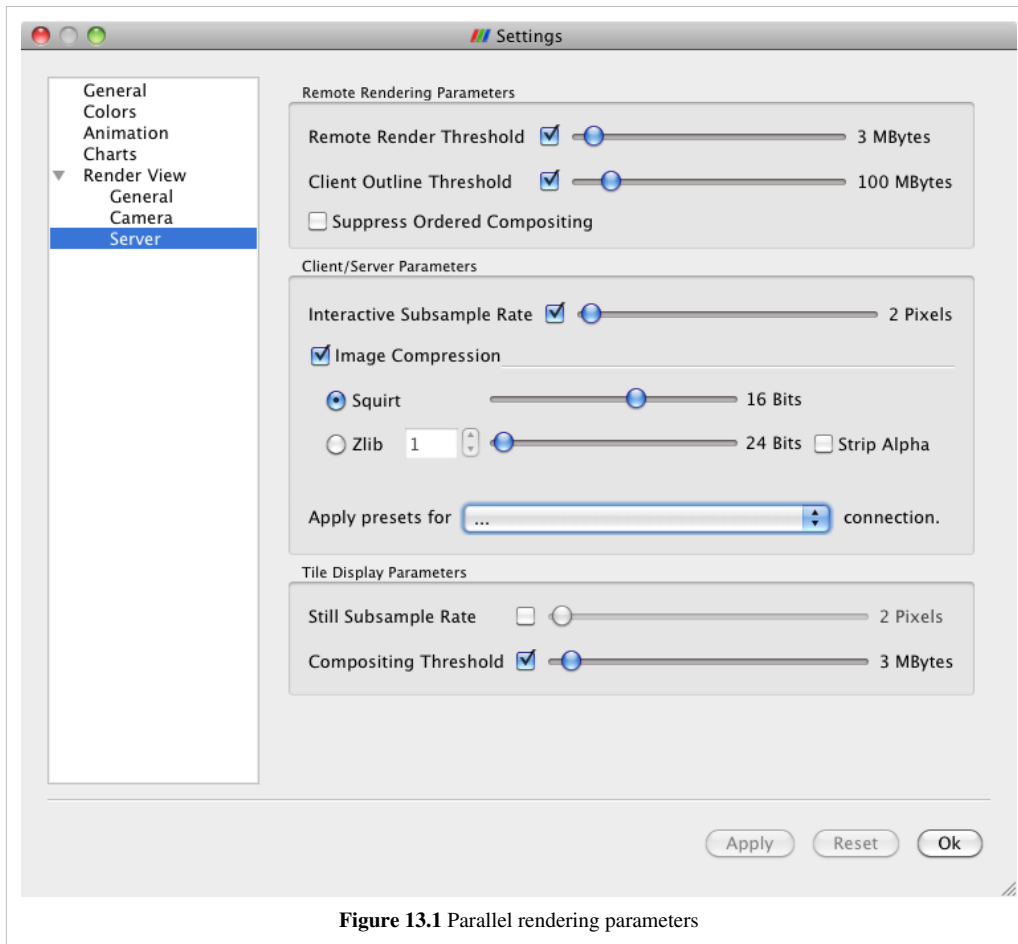 Settings
General
Colors
Animation
Charts
Render View
General
Camera
Server
Remote Rendering Parameters
Remote Render Threshold 3 MBytes
Client Outline Threshold 100 MBytes
Suppress Ordered Compositing
Client/Server Parameters
Interactive Subsample Rate 2 Pixels
Image Compression
Squirt 16 Bits
Zlib 1 24 Bits Strip Alpha
Apply presets for ... connection.
Tile Display Parameters
Still Subsample Rate 2 Pixels
Compositing Threshold 3 MBytes
Apply Reset Ok
Figure 13.1 Parallel rendering parameters